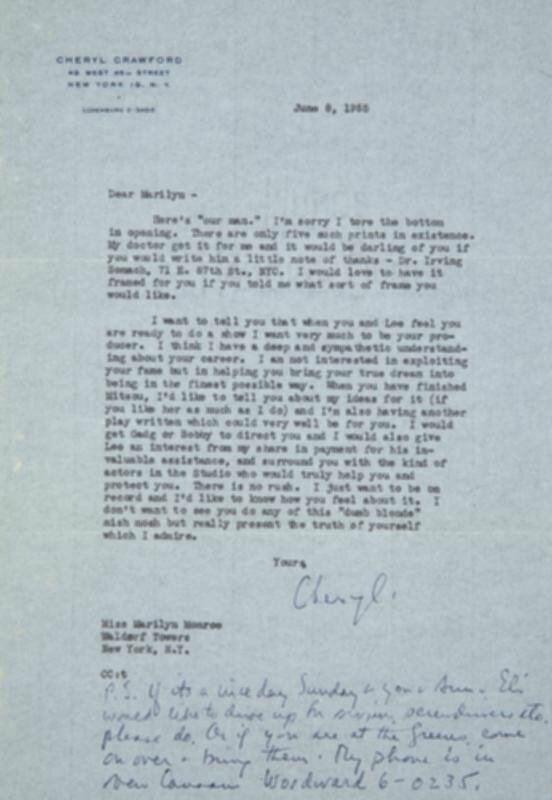 CHERYL CRAWFORD
49 WEST 45TH STREET
NEW YORK 19, N. Y.
June 8, 1955
Dear Marilyn -
Here's "our man." I'm sorry I tore the bottom
in opening. There are only five such prints in existence.
My doctor got it for me and it would be darling of you if
you would write him a little note of thanks - Dr. Irving
Somach, 71 E. 87th St., NYC. I would love to have it
framed for you if you told me what sort of frame you
would like.
I want to tell you that when you and Lee feel you
are ready to do a show I want very much to be your pro-
ducer. I think I have a deep and sympathetic understand-
ing about your career. I am not interested in exploiting
your fame but in helping you bring your true dream into
being in the finest possible way. When you have finished
Mitsou, I'd like to tell you about my ideas for it (if
you like her as much as I do) and I'm also having another
play written which could very well be for you. I would
get Gadg or Bobby to direct you and I would also give
Lee an interest from my share in payment for his in-
valuable assistance, and surround you with the kind of
actors in the Studio who would truly help you and
protect you. There is no rush. I just want to be on
record and I'd like to know how you feel about it. I
don't want to see you do any of this "dumb blonde"
mish mosh but really present the truth of yourself
which I admire.
Yours,
Cheryl.
Miss Marilyn Monroe
Waldorf Towers
New York, N.Y.
CC:t
P.S. If its a nice day Sunday & you & Eli
would like to drive up for etc.
please do. Or if you are at the Greens, come
on over & bring them. My phone is in
New Canaan Woodward 6-0235.